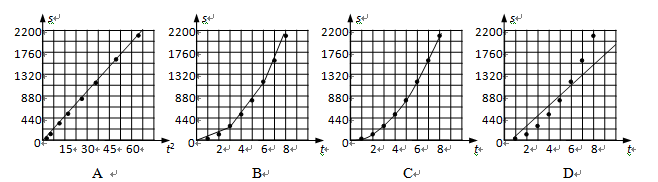 s s s s
2200 2200 2200 2200
1760 1760 1760 1760
1320 1320 1320 1320
880 880 880 880
440 440 440 440
0 0 0 0
15 30 45 60 t² 2 4 6 8 t 2 4 6 8 t 2 4 6 8 t
A B C D